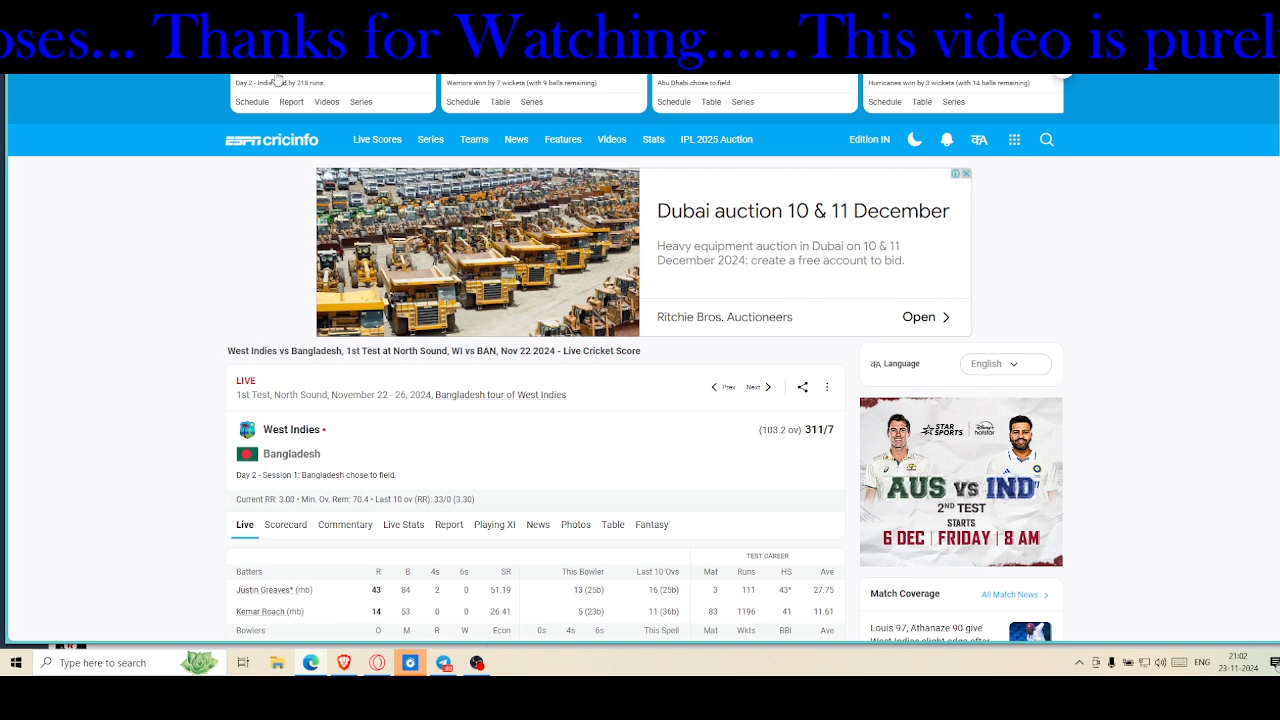 oses... Thanks for Watching......This video is purel
Day 2 - India by 218 runs.
Warriors won by 7 wickets (with 9 balls remaining)
Abu Dhabi chose to field
Hurricanes won by 3 wickets (with 14 balls remaining)
Schedule Report Videos Series
Schedule Table Series
Schedule Table Series
Schedule Table Series
ESPN cricinfo Live Scores Series Teams News Features Videos Stats IPL 2025 Auction Edition IN
Dubai auction 10 & 11 December
Heavy equipment auction in Dubai on 10 & 11
December 2024: create a free account to bid.
Ritchie Bros. Auctioneers Open
West Indies vs Bangladesh, 1st Test at North Sound, WI vs BAN, Nov 22 2024 - Live Cricket Score
Language English
LIVE
1st Test, North Sound, November 22 - 26, 2024, Bangladesh tour of West Indies
Prev Next
West Indies (103.2 ov) 311/7
Bangladesh
Day 2 - Session 1: Bangladesh chose to field.
Current RR: 3.00 • Min. Ov. Rem: 70.4 • Last 10 ov (RR): 33/0 (3.30)
Live Scorecard Commentary Live Stats Report Playing XI News Photos Table Fantasy
TEST CAREER
Batters R B 4s 6s SR This Bowler Last 10 Ovs Mat Runs HS Ave
Justin Greaves* (rhb) 43 84 2 0 51.19 13 (25b) 16 (25b) 3 111 43* 27.75
Kemar Roach (rhb) 14 53 0 0 26.41 5 (23b) 11 (36b) 83 1196 41 11.61
Bowlers O M R W Econ 0s 4s 6s This Spell Mat Wkts BBI Ave
STAR SPORTS Disney+ hotstar
AUS vs IND
2ND TEST
STARTS
6 DEC | FRIDAY | 8 AM
Match Coverage All Match News
Louis 97, Athanaze 90 give
West Indies slight edge after
Type here to search
ENG
21:02
23-11-2024